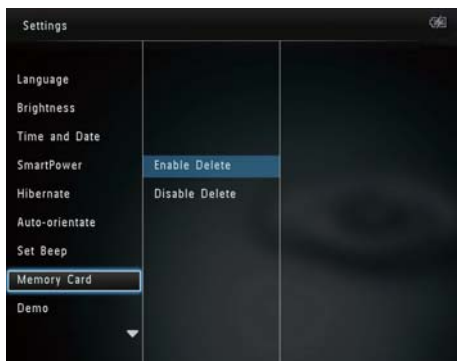 Settings
Language
Brightness
Time and Date
SmartPower
Hibernate
Auto-orientate
Set Beep
Memory Card
Demo
Enable Delete
Disable Delete